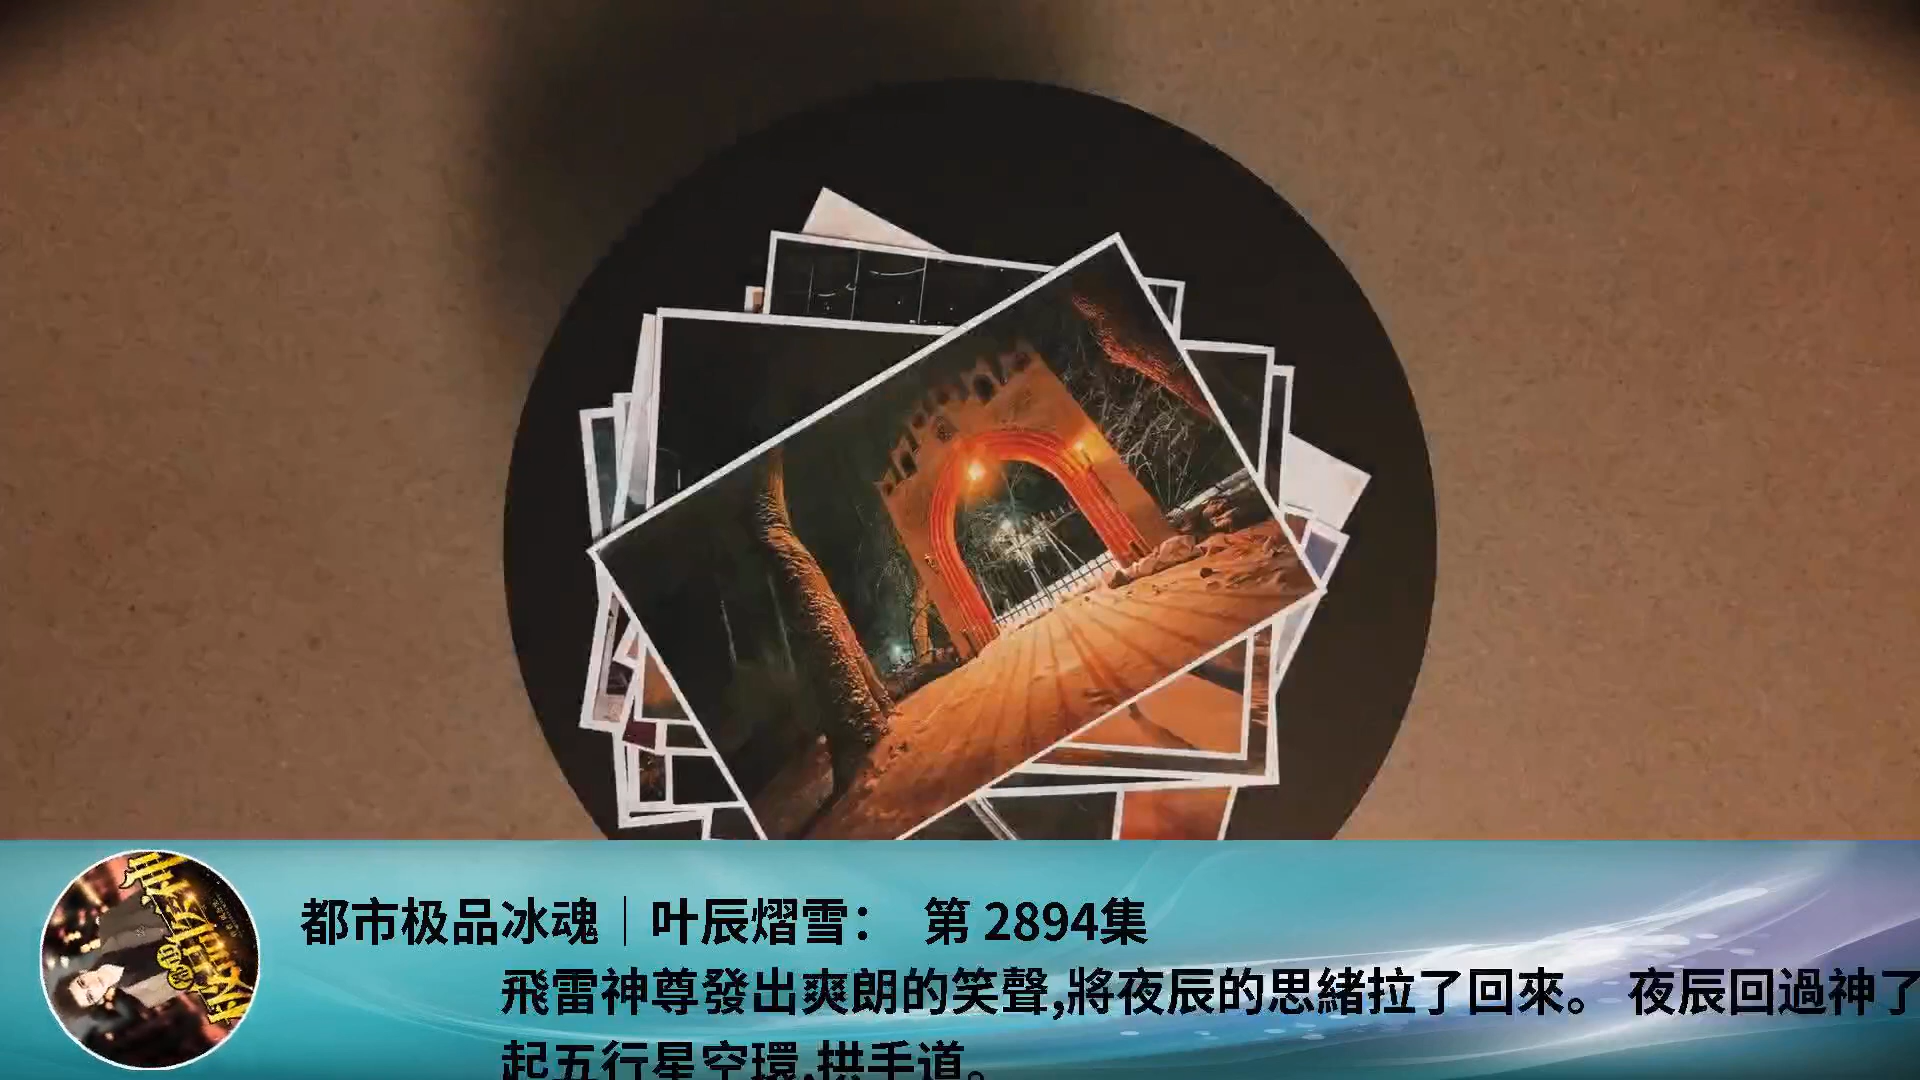 都市极品冰魂｜叶辰熠雪： 第 2894集
飛雷神尊發出爽朗的笑聲,將夜辰的思緒拉了回來。 夜辰回過神了
起五行星空環,拱手道。